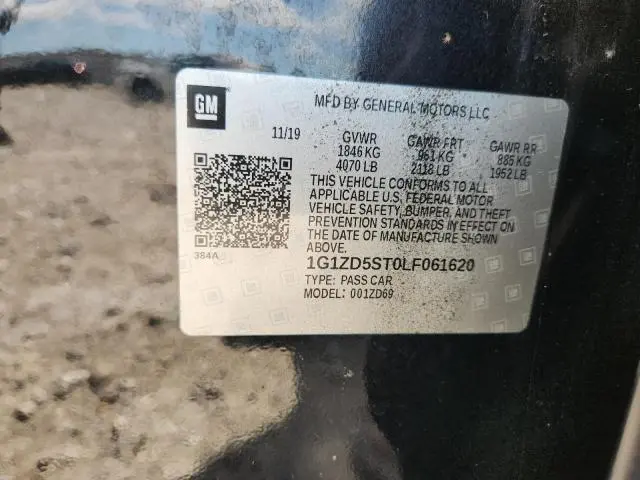 GM
MFD BY GENERAL MOTORS LLC
11/19 GVWR GAWR FRT GAWR RR
1846 KG 961 KG 885 KG
4070 LB 2118 LB 1952 LB
THIS VEHICLE CONFORMS TO ALL
APPLICABLE U.S. FEDERAL MOTOR
VEHICLE SAFETY, BUMPER, AND THEFT
PREVENTION STANDARDS IN EFFECT ON
THE DATE OF MANUFACTURE SHOWN
ABOVE.
384A
1G1ZD5ST0LF061620
TYPE: PASS CAR
MODEL: 001ZD69